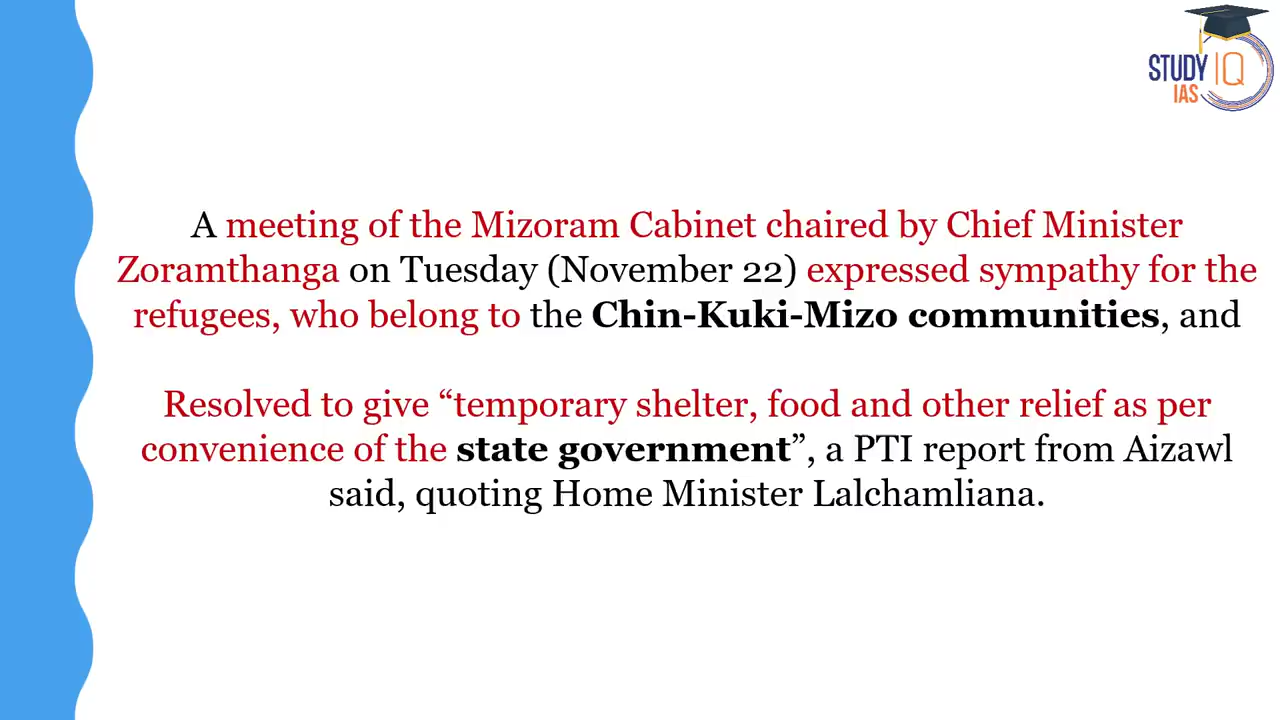 STUDY IQ
IAS
A meeting of the Mizoram Cabinet chaired by Chief Minister
Zoramthanga on Tuesday (November 22) expressed sympathy for the
refugees, who belong to the Chin-Kuki-Mizo communities, and
Resolved to give “temporary shelter, food and other relief as per
convenience of the state government”, a PTI report from Aizawl
said, quoting Home Minister Lalchamliana.